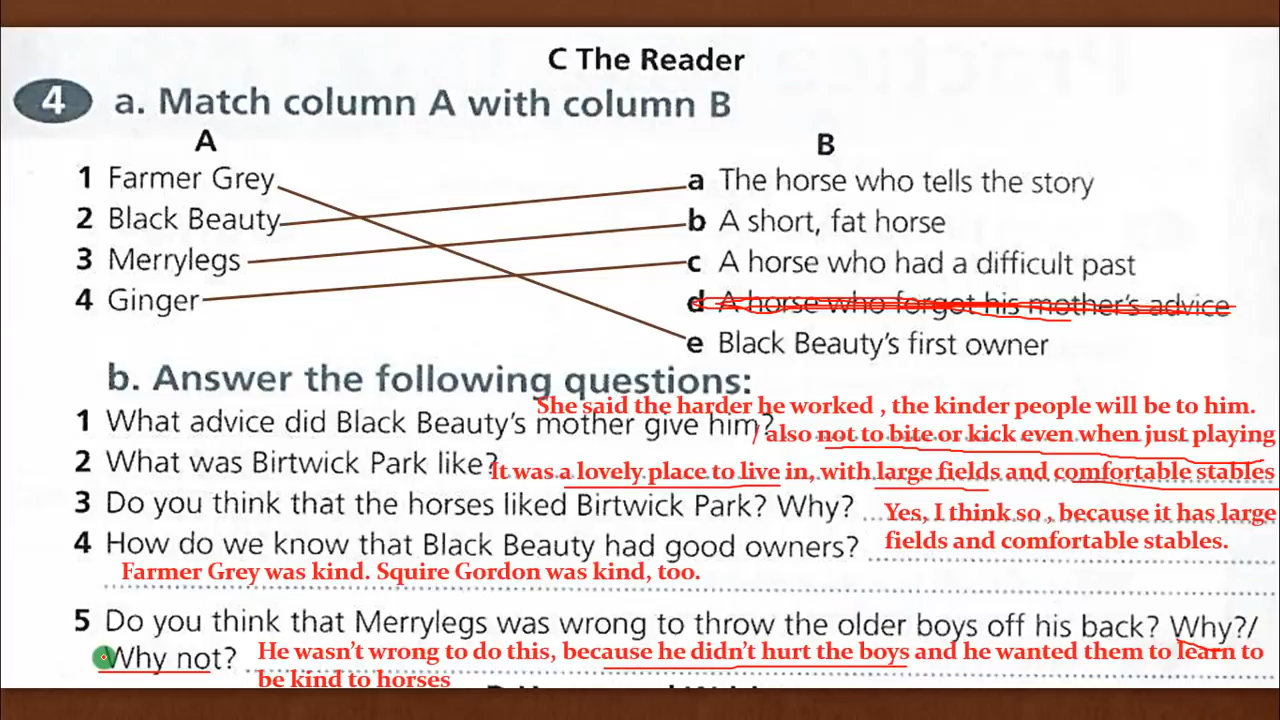 C The Reader
4 a. Match column A with column B
A B
1 Farmer Grey a The horse who tells the story
2 Black Beauty b A short, fat horse
3 Merrylegs c A horse who had a difficult past
4 Ginger d A horse who forgot his mother's advice
e Black Beauty's first owner
b. Answer the following questions:
She said the harder he worked , the kinder people will be to him.
1 What advice did Black Beauty's mother give him?
/ also not to bite or kick even when just playing
2 What was Birtwick Park like? It was a lovely place to live in, with large fields and comfortable stables
3 Do you think that the horses liked Birtwick Park? Why? Yes, I think so , because it has large
fields and comfortable stables.
4 How do we know that Black Beauty had good owners?
Farmer Grey was kind. Squire Gordon was kind, too.
5 Do you think that Merrylegs was wrong to throw the older boys off his back? Why?/
Why not? He wasn't wrong to do this, because he didn't hurt the boys and he wanted them to learn to
be kind to horses